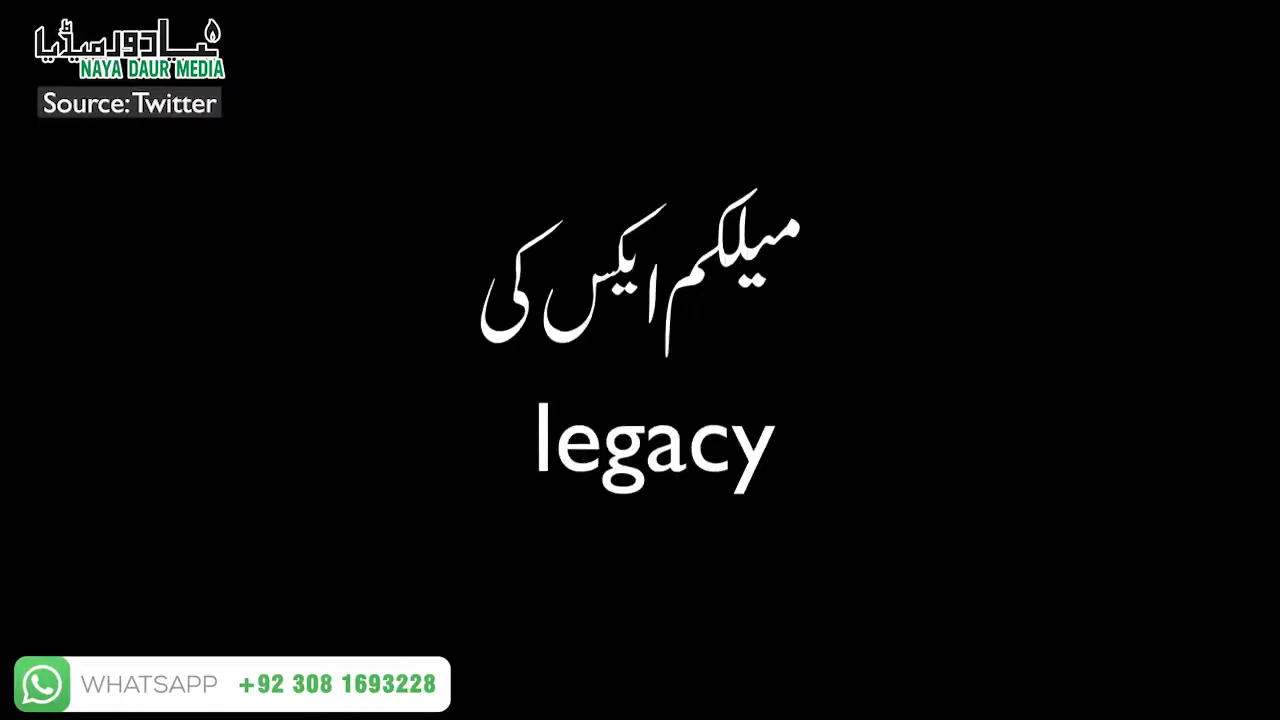 نیا دور میڈیا
NAYA DAUR MEDIA
Source:Twitter
میلکم ایکس کی
legacy
WHATSAPP +92 308 1693228